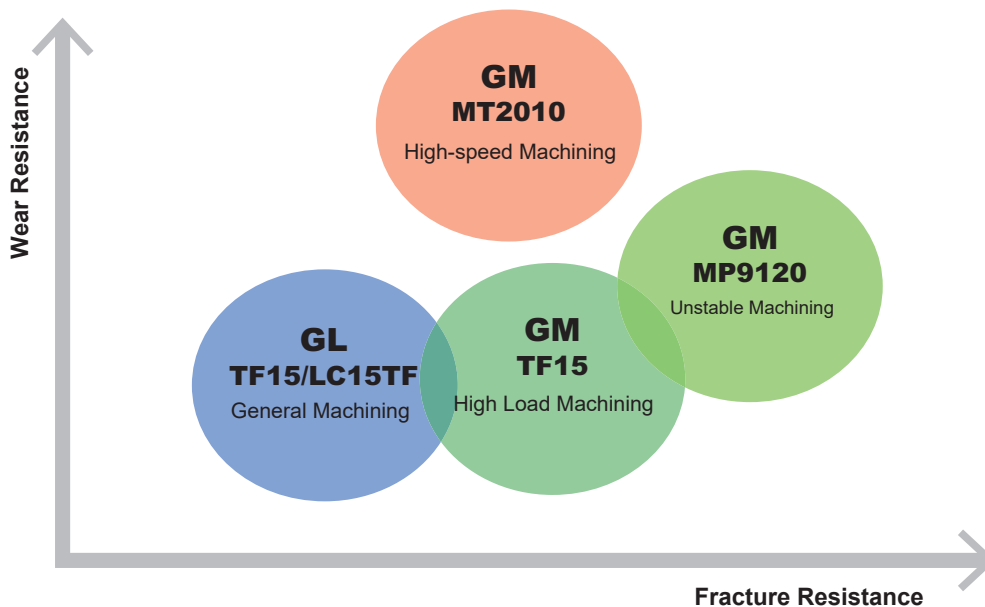 Wear Resistance
GM
MT2010
High-speed Machining
GM
MP9120
Unstable Machining
GL
TF15/LC15TF
General Machining
GM
TF15
High Load Machining
Fracture Resistance